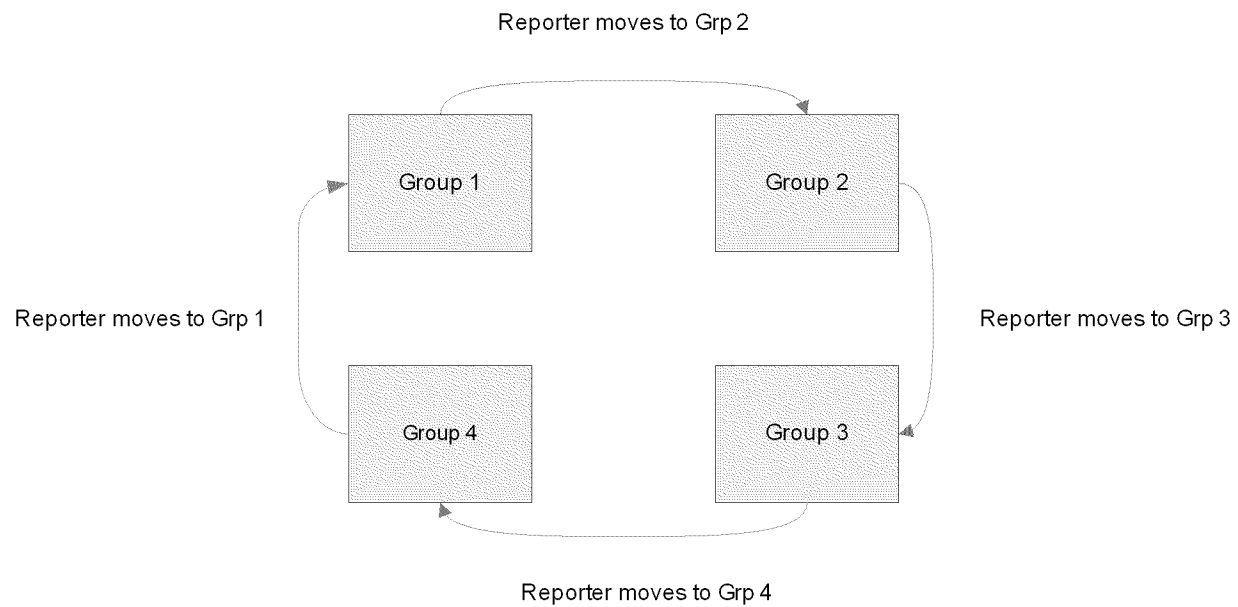 Reporter moves to Grp 2
Group 1
Group 2
Reporter moves to Grp 1
Reporter moves to Grp 3
Group 4
Group 3
Reporter moves to Grp 4